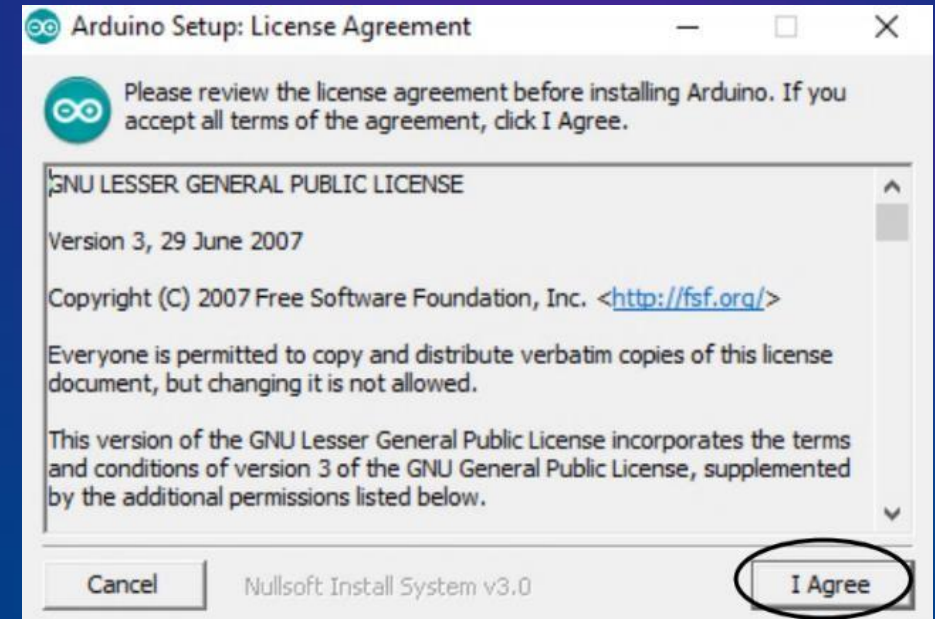 Arduino Setup: License Agreement
Please review the license agreement before installing Arduino. If you
accept all terms of the agreement, click I Agree.
GNU LESSER GENERAL PUBLIC LICENSE
Version 3, 29 June 2007
Copyright (C) 2007 Free Software Foundation, Inc. <http://fsf.org/>
Everyone is permitted to copy and distribute verbatim copies of this license
document, but changing it is not allowed.
This version of the GNU Lesser General Public License incorporates the terms
and conditions of version 3 of the GNU General Public License, supplemented
by the additional permissions listed below.
Cancel Nullsoft Install System v3.0 I Agree